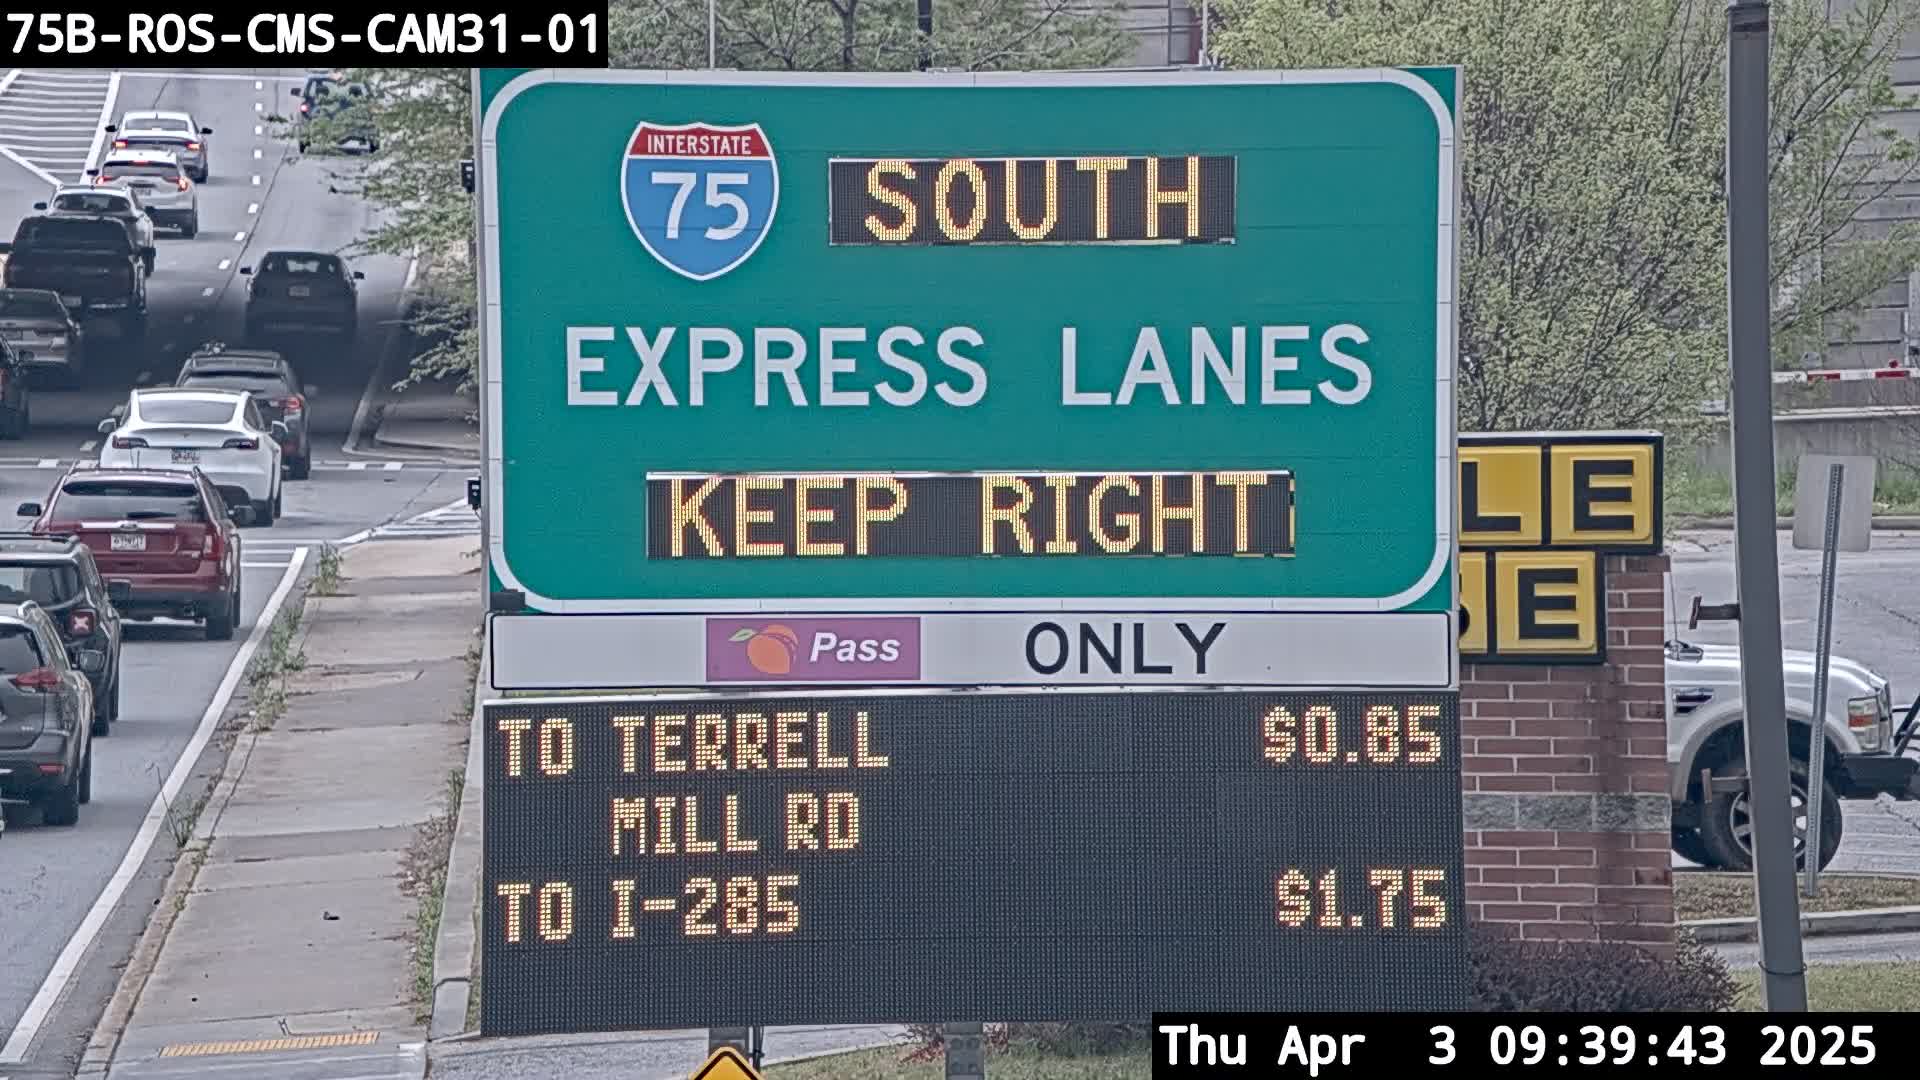 75B-ROS-CMS-CAM31-01
INTERSTATE
75
SOUTH
EXPRESS LANES
KEEP RIGHT
LE
E
Pass ONLY
TO TERRELL $0.85
MILL RD
TO I-285 $1.75
Thu Apr 3 09:39:43 2025